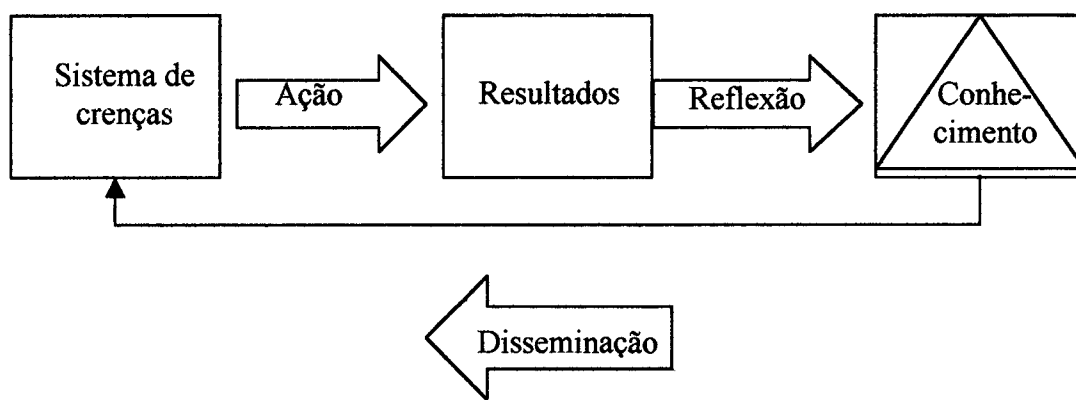 Sistema de
crenças
Ação
Resultados
Reflexão
Conhe-
cimento
Disseminação